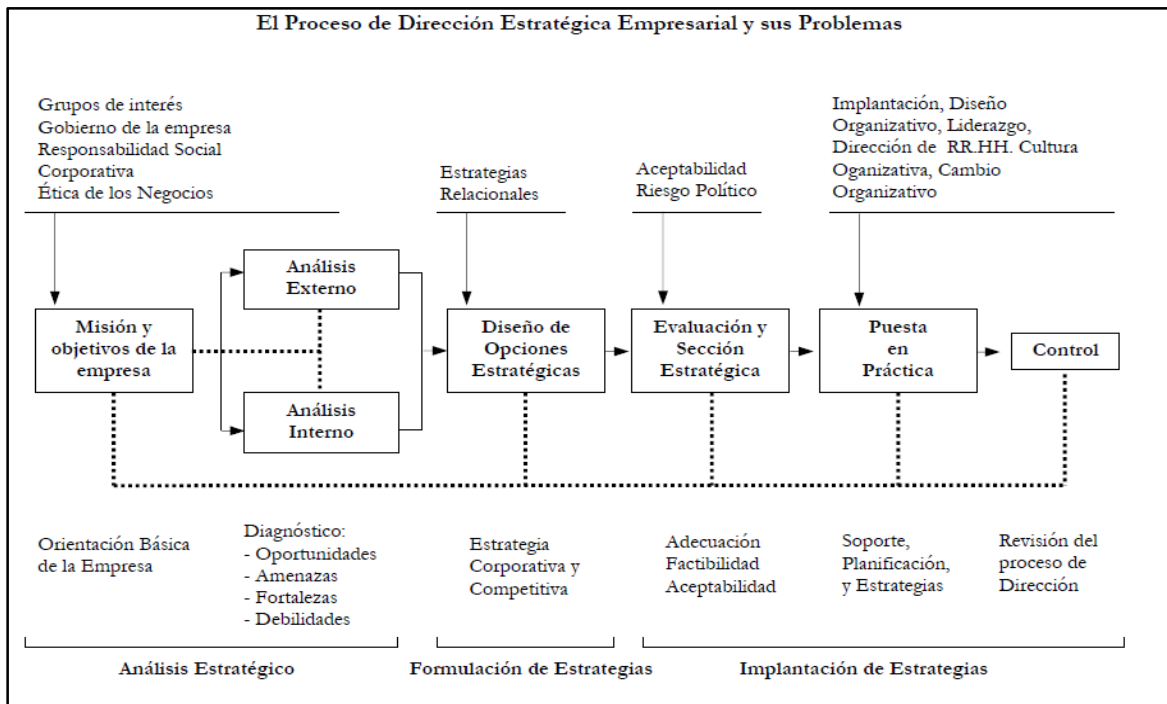 El Proceso de Dirección Estratégica Empresarial y sus Problemas
Grupos de interés
Gobierno de la empresa
Responsabilidad Social
Corporativa
Ética de los Negocios
Estrategias
Relacionales
Aceptabilidad
Riesgo Político
Implantación, Diseño
Organizativo, Liderazgo,
Dirección de RR.HH. Cultura
Oganizativa, Cambio
Organizativo
Misión y
objetivos de la
empresa
Análisis
Externo
Análisis
Interno
Diseño de
Opciones
Estratégicas
Evaluación y
Sección
Estratégica
Puesta
en
Práctica
Control
Orientación Básica
de la Empresa
Diagnóstico:
- Oportunidades
- Amenazas
- Fortalezas
- Debilidades
Estrategia
Corporativa y
Competitiva
Adecuación
Factibilidad
Aceptabilidad
Soporte,
Planificación,
y Estrategias
Revisión del
proceso de
Dirección
Análisis Estratégico
Formulación de Estrategias
Implantación de Estrategias